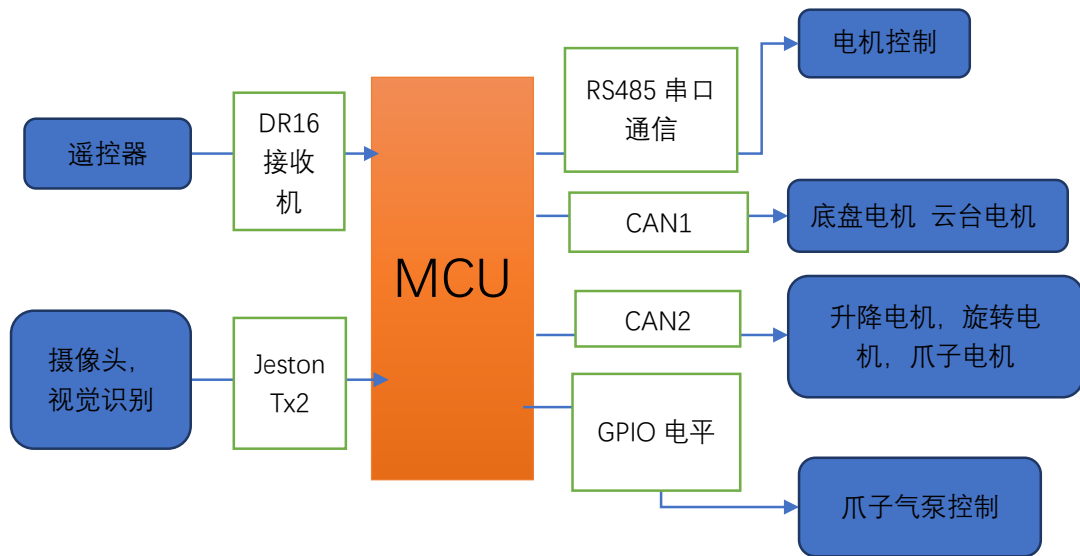 遥控器
DR16
接收
机
摄像头，
视觉识别
Jeston
Tx2
MCU
RS485 串口
通信
电机控制
CAN1
底盘电机 云台电机
CAN2
升降电机，旋转电
机，爪子电机
GPIO 电平
爪子气泵控制